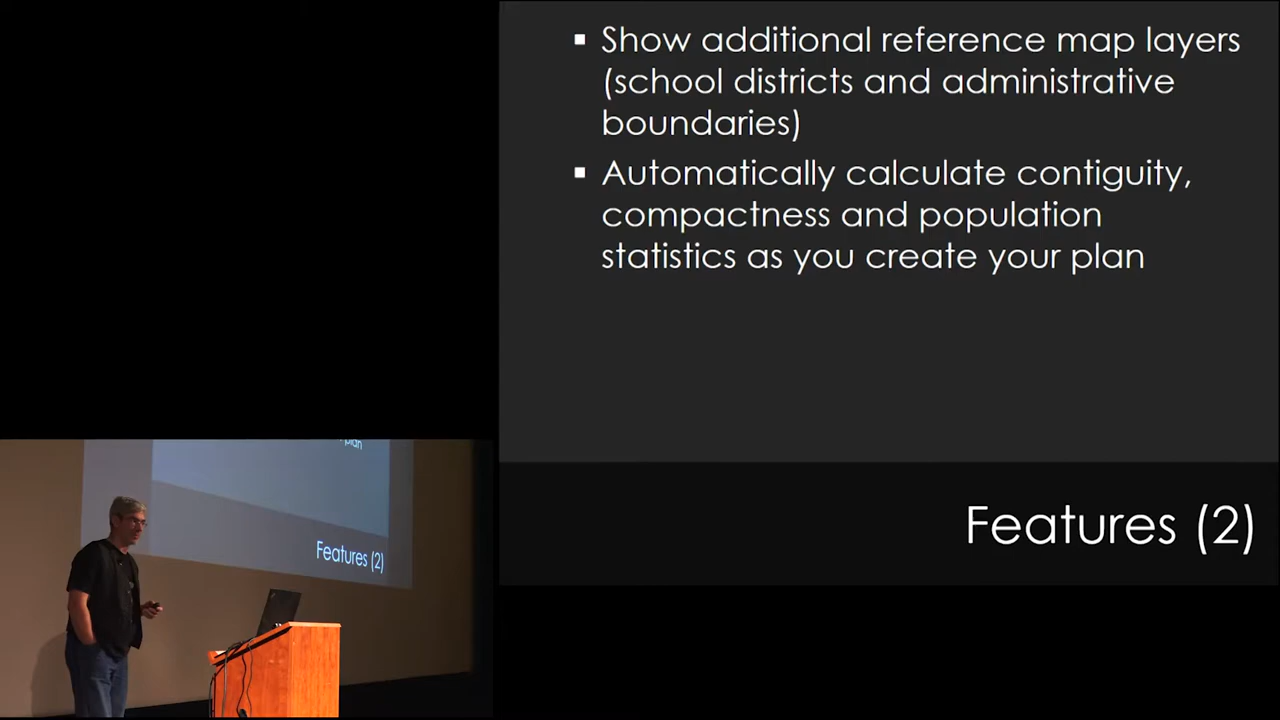 ▪ Show additional reference map layers
(school districts and administrative
boundaries)
▪ Automatically calculate contiguity,
compactness and population
statistics as you create your plan
Features (2)
plan
Features (2)